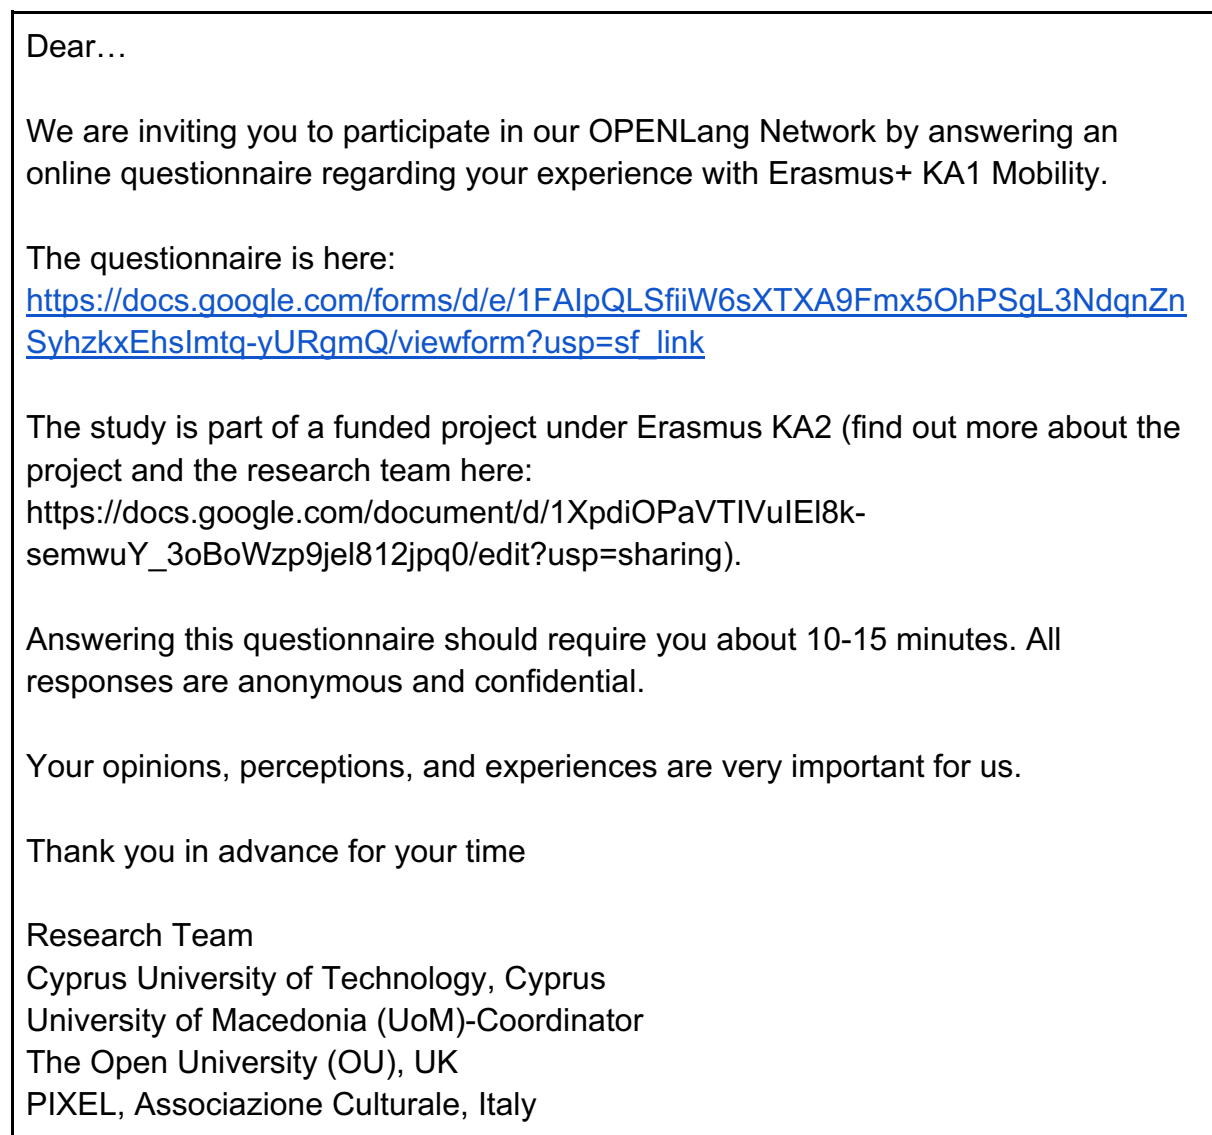 Dear…
We are inviting you to participate in our OPENLang Network by answering an
online questionnaire regarding your experience with Erasmus+ KA1 Mobility.
The questionnaire is here:
https://docs.google.com/forms/d/e/1FAIpQLSfiiW6sXTXA9Fmx5OhPSgL3NdqnZn
SyhzkxEhsImtq-yURgmQ/viewform?usp=sf_link
The study is part of a funded project under Erasmus KA2 (find out more about the
project and the research team here:
https://docs.google.com/document/d/1XpdiOPaVTIVuIEl8k-
semwuY_3oBoWzp9jel812jpq0/edit?usp=sharing).
Answering this questionnaire should require you about 10-15 minutes. All
responses are anonymous and confidential.
Your opinions, perceptions, and experiences are very important for us.
Thank you in advance for your time
Research Team
Cyprus University of Technology, Cyprus
University of Macedonia (UoM)-Coordinator
The Open University (OU), UK
PIXEL, Associazione Culturale, Italy